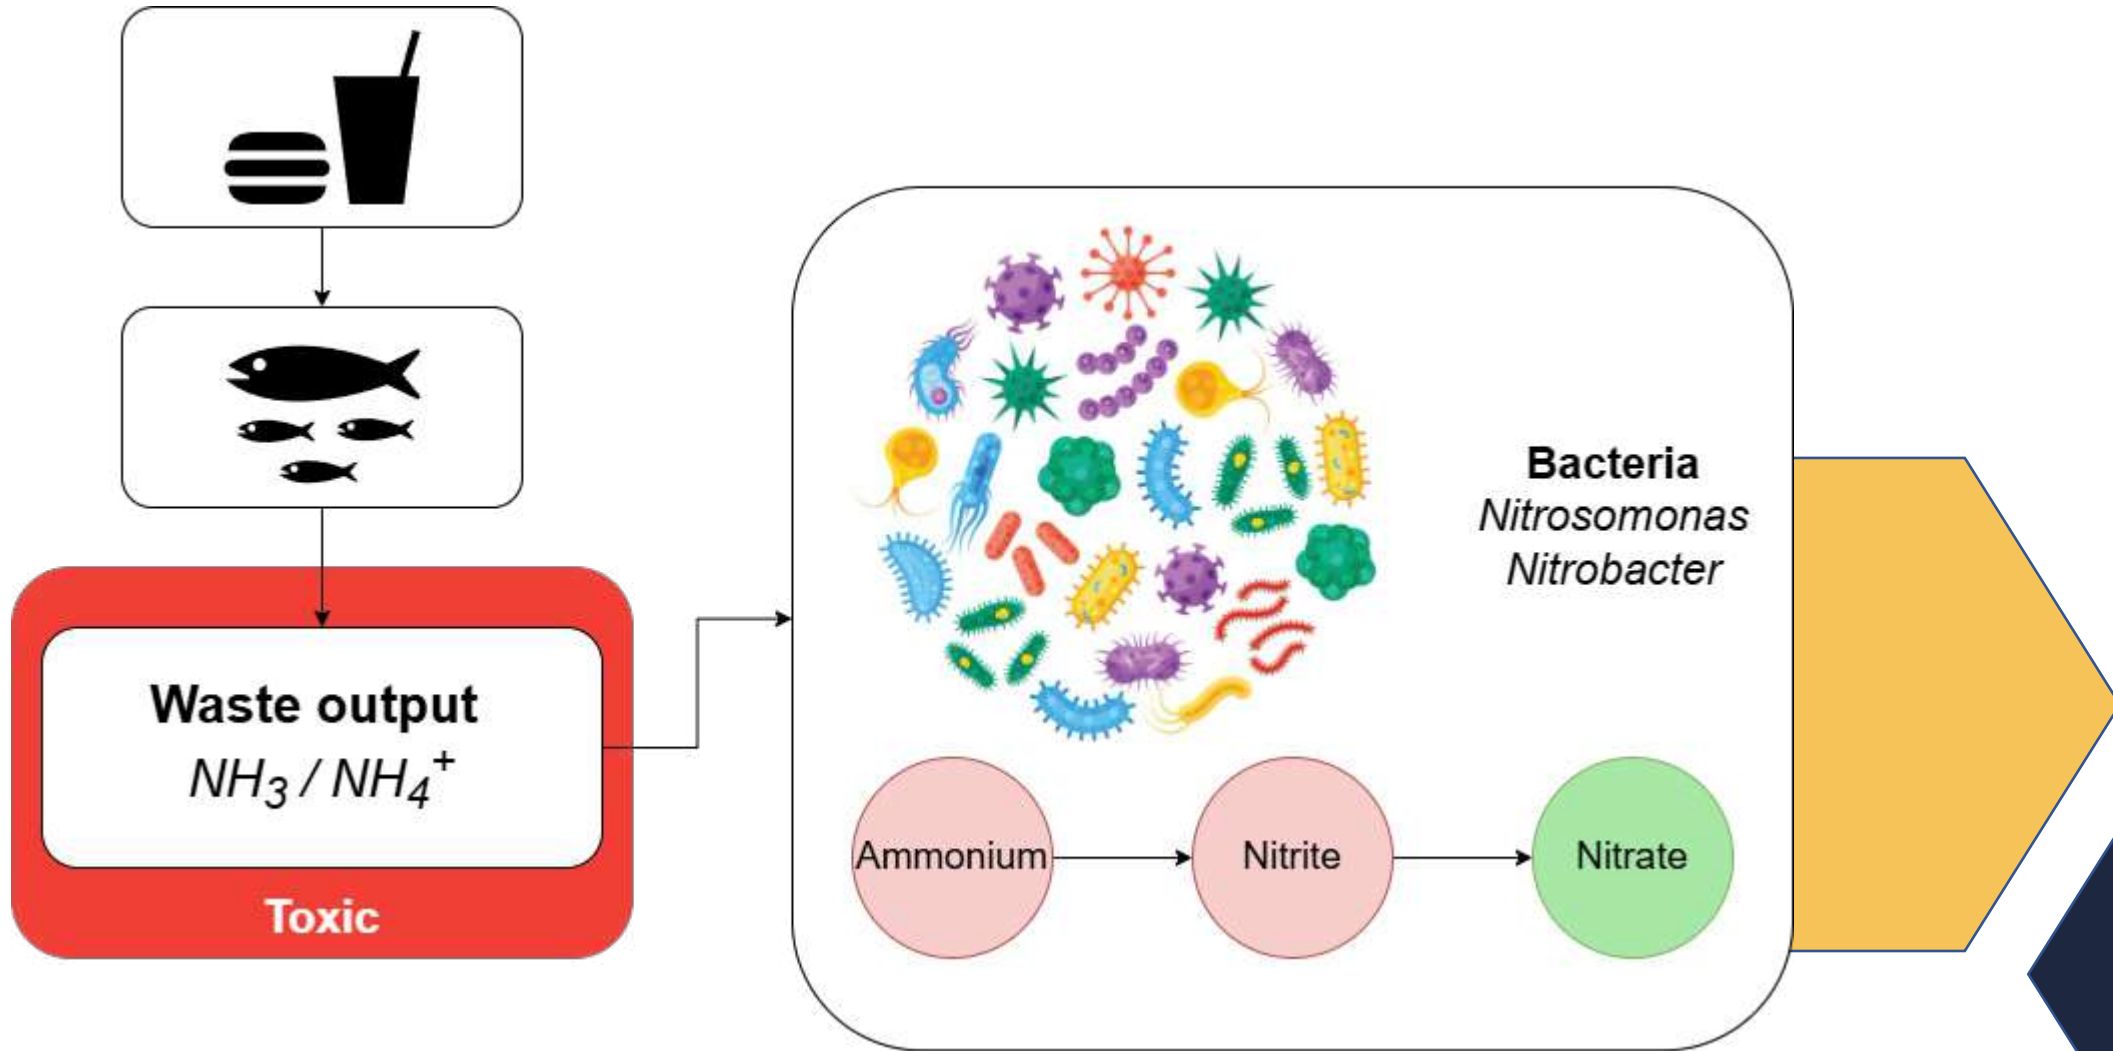 Waste output
NH3 / NH4+
Toxic
Bacteria
Nitrosomonas
Nitrobacter
Ammonium
Nitrite
Nitrate